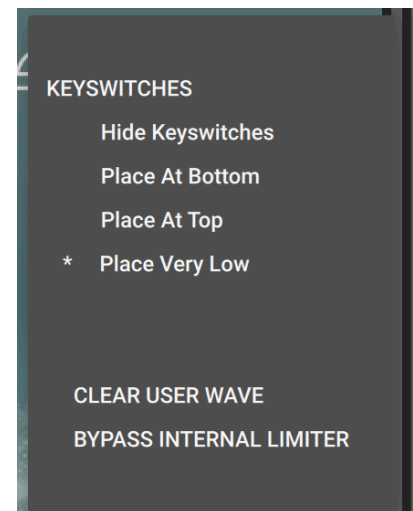 KEYSWITCHES
Hide Keyswitches
Place At Bottom
Place At Top
* Place Very Low
CLEAR USER WAVE
BYPASS INTERNAL LIMITER